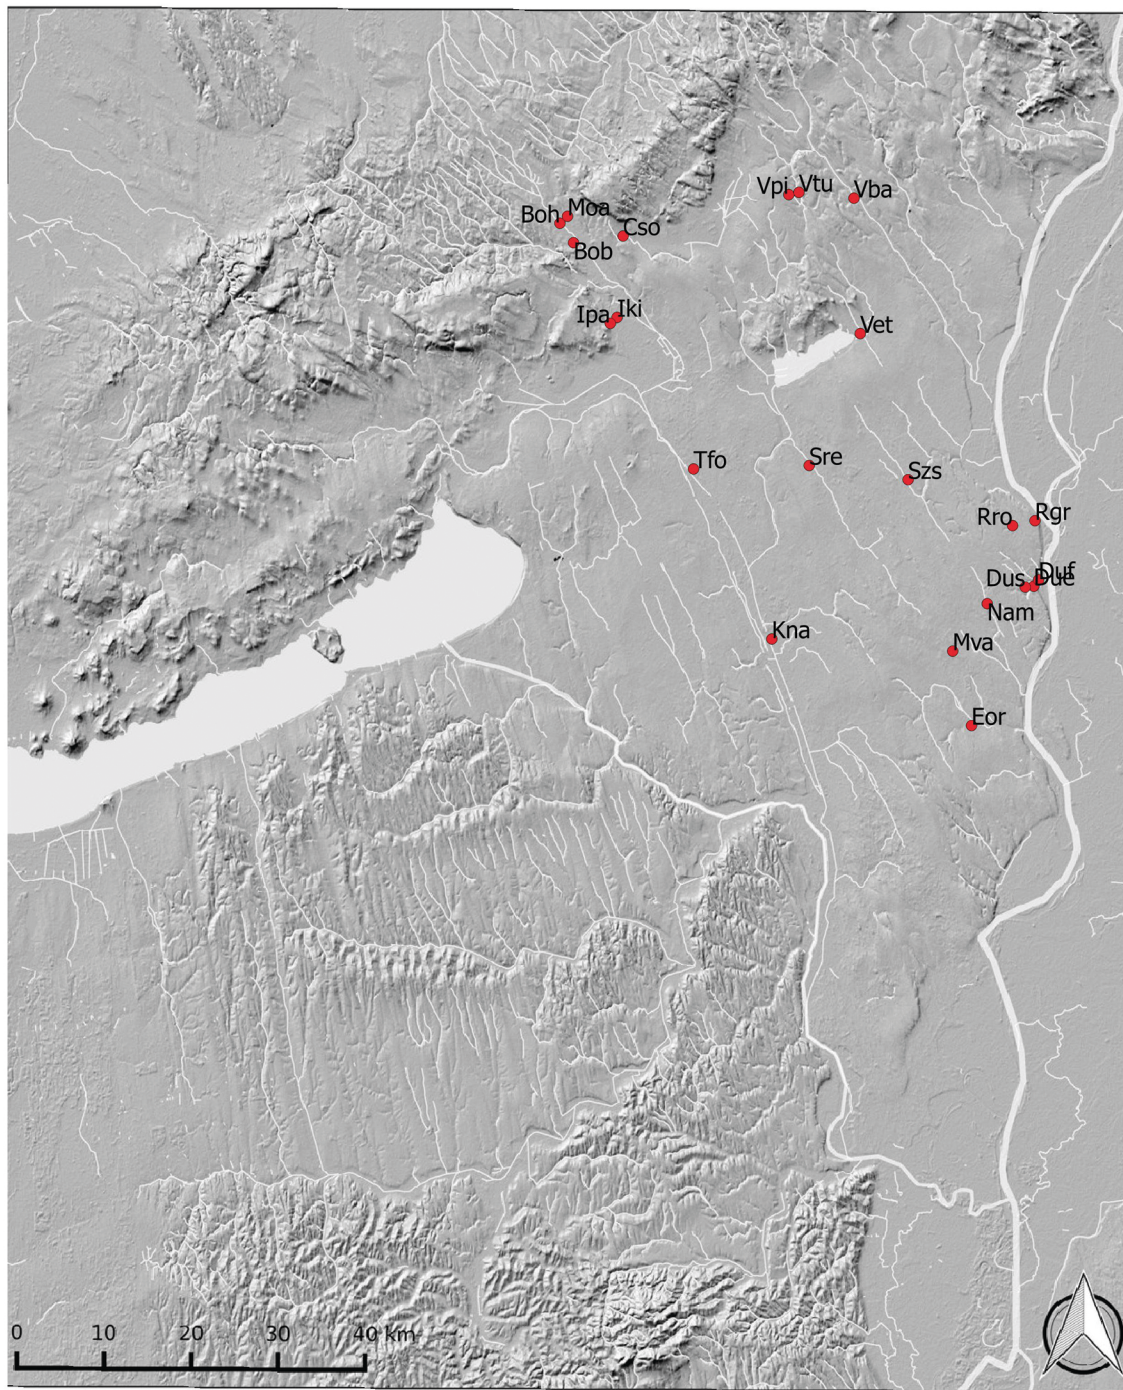 Vpi
Vtu
Vba
Boh
Moa
Cso
Bob
Ipa
Iki
Vet
Tfo
Sre
Szs
Rro
Rgr
Duf
Dus
Due
Nam
Kna
Mva
Eor
0 10 20 30 40 km